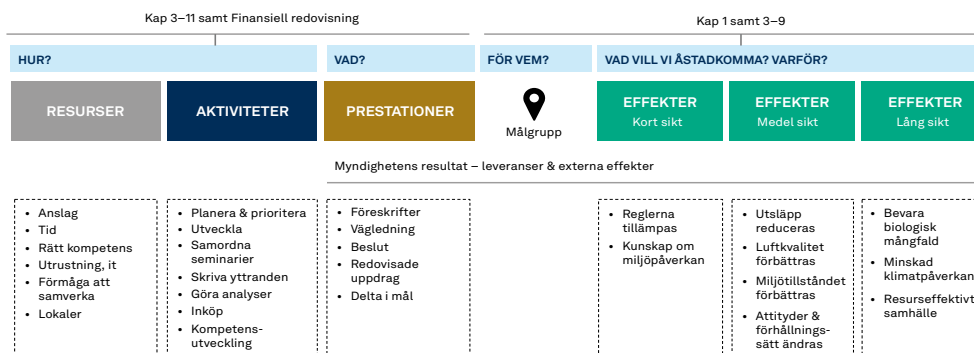 Kap 3–11 samt Finansiell redovisning
Kap 1 samt 3–9
HUR?
VAD?
FÖR VEM?
VAD VILL VI ÅSTADKOMMA? VARFÖR?
RESURSER
AKTIVITETER
PRESTATIONER
Målgrupp
EFFEKTER
Kort sikt
EFFEKTER
Medel sikt
EFFEKTER
Lång sikt
Myndighetens resultat – leveranser & externa effekter
• Anslag
• Tid
• Rätt kompetens
• Utrustning, it
• Förmåga att
samverka
• Lokaler
• Planera & prioritera
• Utveckla
• Samordna
seminarier
• Skriva yttranden
• Göra analyser
• Inköp
• Kompetens-
utveckling
• Föreskrifter
• Vägledning
• Beslut
• Redovisade
uppdrag
• Delta i mål
• Reglerna
tillämpas
• Kunskap om
miljöpåverkan
• Utsläpp
reduceras
• Luftkvalitet
förbättras
• Miljötillståndet
förbättras
• Attityder &
förhållnings-
sätt ändras
• Bevara
biologisk
mångfald
• Minskad
klimatpåverkan
• Resurseffektivt
samhälle